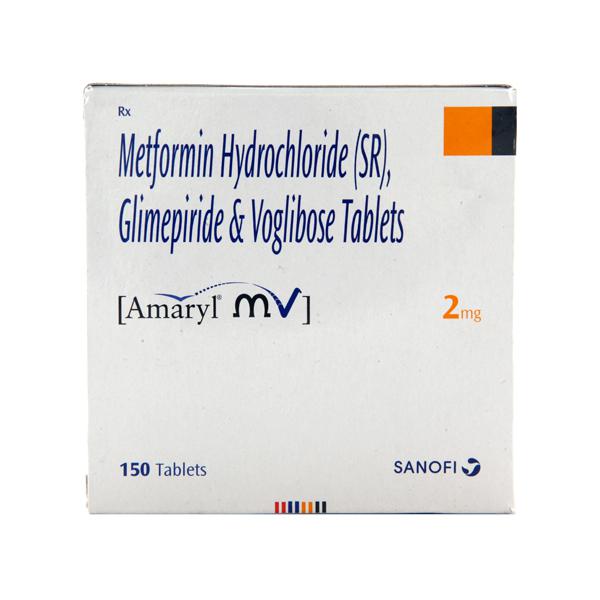 Rx
Metformin Hydrochloride (SR),
Glimepiride & Voglibose Tablets
[Amaryl® MV]
2mg
150 Tablets
SANOFI